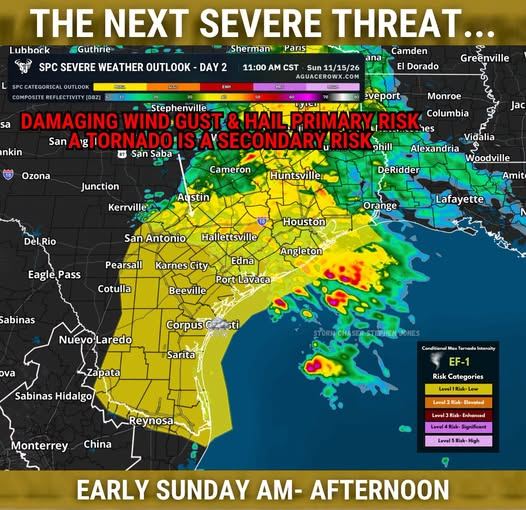 THE NEXT SEVERE THREAT...
Lubbock
Guthrie
Sherman
Paris
Camden
El Dorado
Greenville
SPC SEVERE WEATHER OUTLOOK - DAY 2
11:00 AM CST · Sun 11/15/26
AGUACEROWX.COM
SPC CATEGORICAL OUTLOOK
COMPOSITE REFLECTIVITY [DBZ]
Stephenville
Tyler
Monroe
Vidalia
Columbia
DAMAGING WIND GUST & HAIL PRIMARY RISK
A TORNADO IS A SECONDARY RISK
San Saba
Alexandria
Woodville
Ozona
Cameron
Huntsville
DeRidder
Junction
Austin
Orange
Lafayette
Kerrville
Houston
Del Rio
San Antonio
Hallettsville
Angleton
Pearsall
Karnes City
Edna
Eagle Pass
Cotulla
Beeville
Port Lavaca
Sabinas
Corpus
STORM CHASER STEPHEN JONES
Nuevo Laredo
Sarita
Zapata
Sabinas Hidalgo
Reynosa
Monterrey
China
Conditional Max Tornado Intensity
EF-1
Risk Categories
Level 1 Risk- Low
Level 2 Risk- Elevated
Level 3 Risk- Enhanced
Level 4 Risk- Significant
Level 5 Risk- High
EARLY SUNDAY AM- AFTERNOON